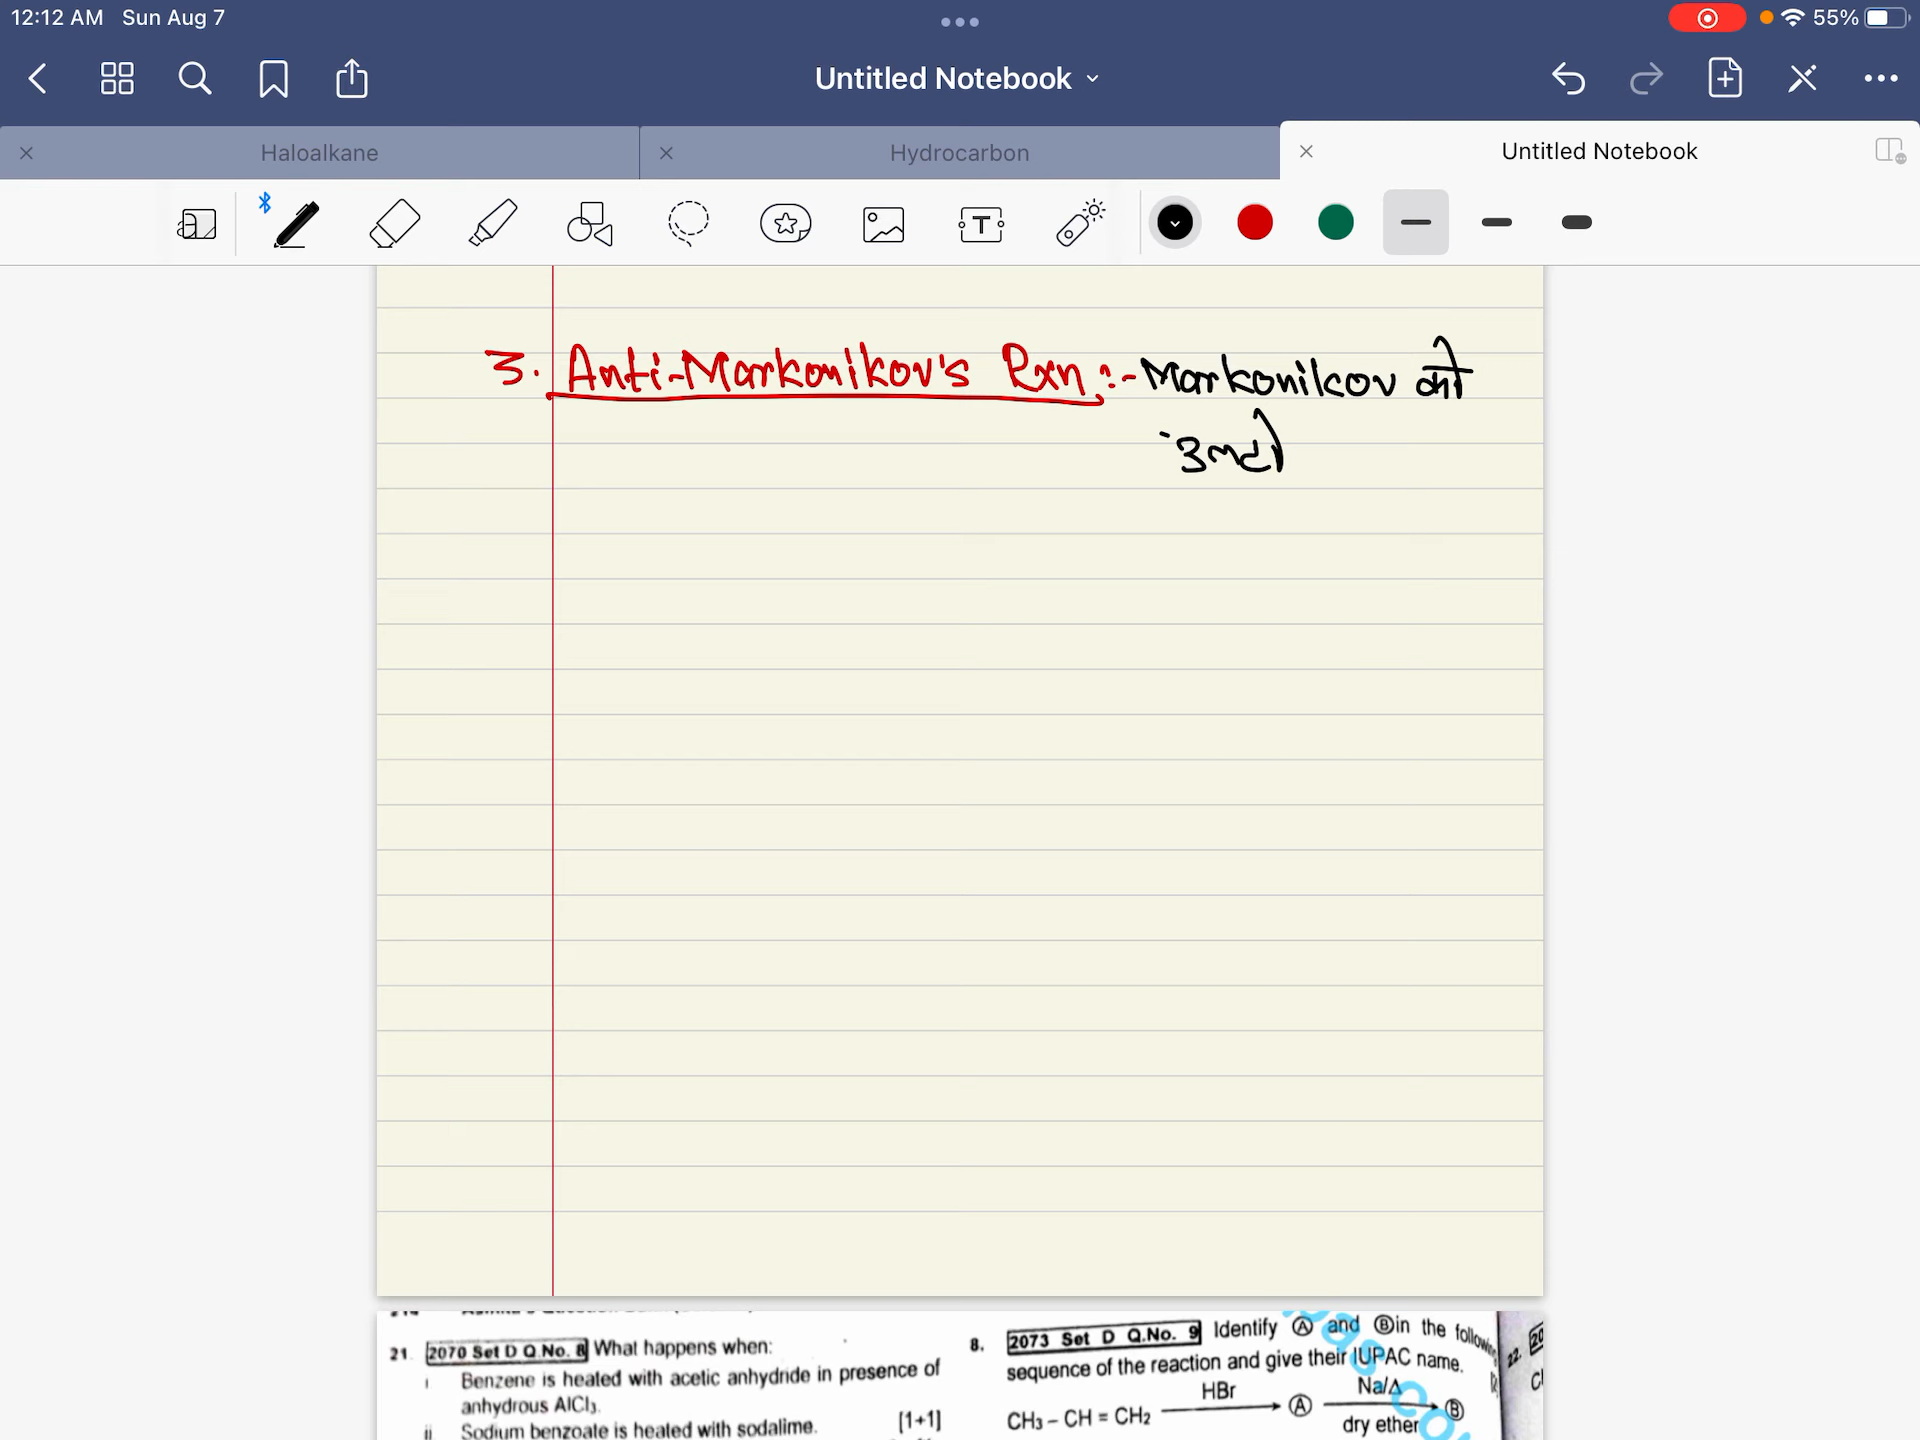 12:12 AM Sun Aug 7
55%
Untitled Notebook
Haloalkane
Hydrocarbon
Untitled Notebook
T
3. Anti-Markonikov's Rxn :- Markonikov को
उल्टो
21 2070 Set D Q.No. 8 What happens when:
i Benzene is heated with acetic anhydride in presence of
anhydrous AlCl₃.
ii. Sodium benzoate is heated with sodalime. [1+1]
8. 2073 Set D Q.No. 9 Identify Ⓐ and Ⓑ in the following
sequence of the reaction and give their IUPAC name.
HBr Na/Δ
CH₃ – CH = CH₂ Ⓐ Ⓑ
dry ether
22.